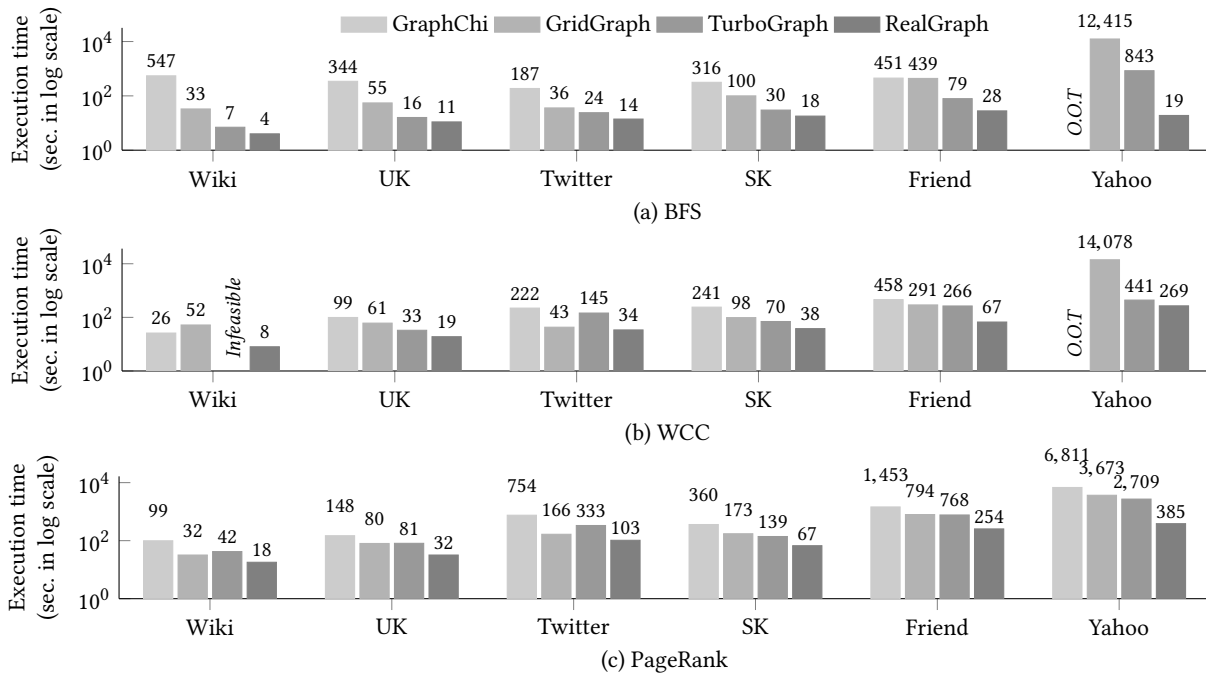 GraphChi GridGraph TurboGraph RealGraph
Execution time
(sec. in log scale)
10^4
10^2
10^0
547 33 7 4
344 55 16 11
187 36 24 14
316 100 30 18
451 439 79 28
O.O.T 12,415 843 19
Wiki UK Twitter SK Friend Yahoo
(a) BFS
Execution time
(sec. in log scale)
10^4
10^2
10^0
26 52 Infeasible 8
99 61 33 19
222 43 145 34
241 98 70 38
458 291 266 67
O.O.T 14,078 441 269
Wiki UK Twitter SK Friend Yahoo
(b) WCC
Execution time
(sec. in log scale)
10^4
10^2
10^0
99 32 42 18
148 80 81 32
754 166 333 103
360 173 139 67
1,453 794 768 254
6,811 3,673 2,709 385
Wiki UK Twitter SK Friend Yahoo
(c) PageRank